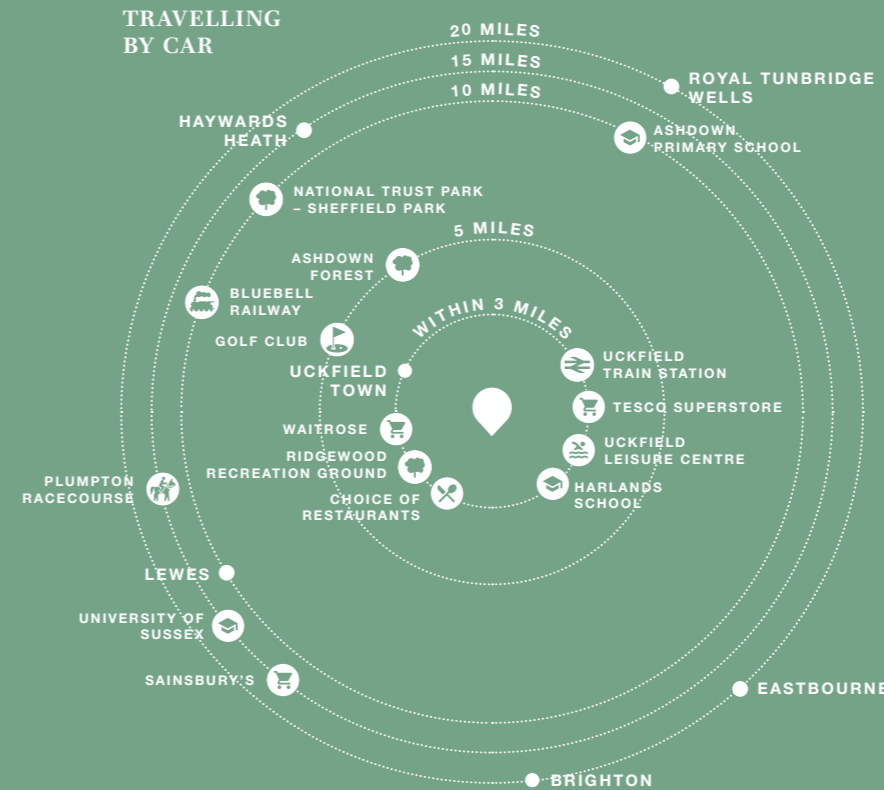 TRAVELLING
BY CAR
20 MILES
15 MILES
10 MILES
ROYAL TUNBRIDGE
WELLS
HAYWARDS
HEATH
ASHDOWN
PRIMARY SCHOOL
NATIONAL TRUST PARK
– SHEFFIELD PARK
5 MILES
ASHDOWN
FOREST
BLUEBELL
RAILWAY
WITHIN 3 MILES
GOLF CLUB
UCKFIELD
TOWN
UCKFIELD
TRAIN STATION
TESCO SUPERSTORE
WAITROSE
UCKFIELD
LEISURE CENTRE
RIDGEWOOD
RECREATION GROUND
HARLANDS
SCHOOL
CHOICE OF
RESTAURANTS
PLUMPTON
RACECOURSE
LEWES
UNIVERSITY OF
SUSSEX
SAINSBURY'S
EASTBOURNE
BRIGHTON